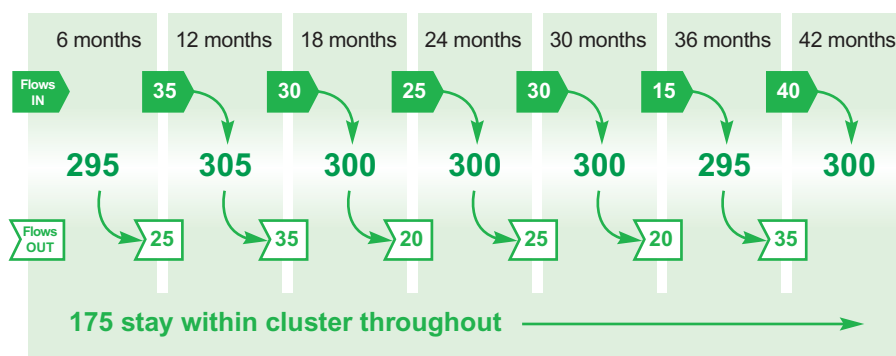 6 months 12 months 18 months 24 months 30 months 36 months 42 months
Flows
IN
35 30 25 30 15 40
295 305 300 300 300 295 300
Flows
OUT
25 35 20 25 20 35
175 stay within cluster throughout